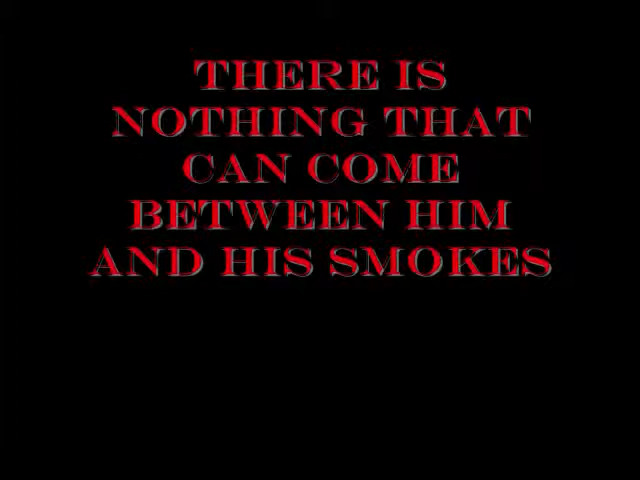 THERE IS
NOTHING THAT
CAN COME
BETWEEN HIM
AND HIS SMOKES